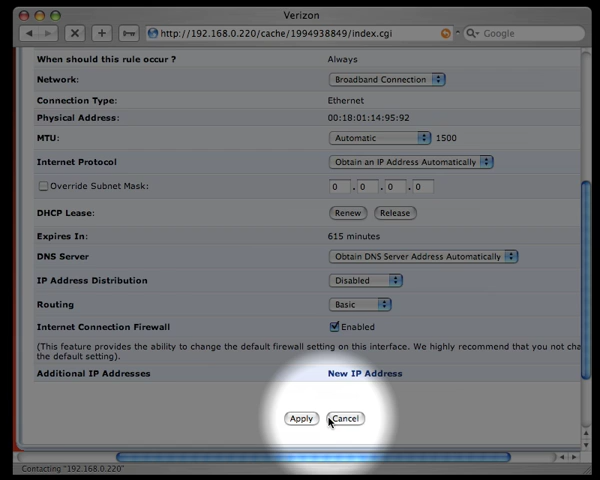 Verizon
http://192.168.0.220/cache/1994938849/index.cgi
Google
When should this rule occur ? Always
Network: Broadband Connection
Connection Type: Ethernet
Physical Address: 00:18:01:14:95:92
MTU: Automatic 1500
Internet Protocol Obtain an IP Address Automatically
Override Subnet Mask: 0 . 0 . 0 . 0
DHCP Lease: Renew Release
Expires In: 615 minutes
DNS Server Obtain DNS Server Address Automatically
IP Address Distribution Disabled
Routing Basic
Internet Connection Firewall Enabled
(This feature provides the ability to change the default firewall setting on this interface. We highly recommend that you not cha
the default setting).
Additional IP Addresses New IP Address
Apply Cancel
Contacting "192.168.0.220"